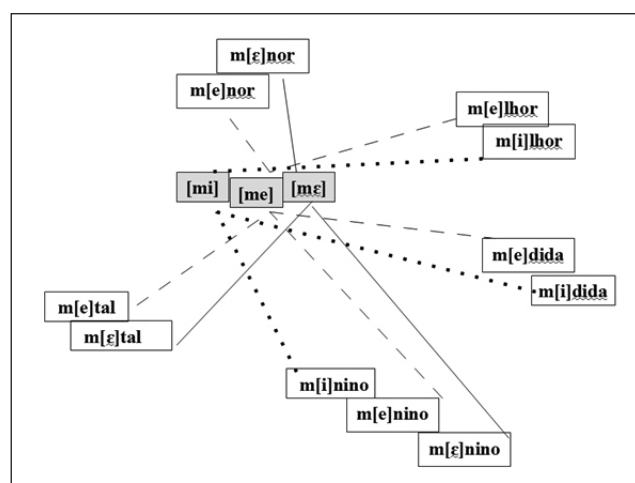 m[ɛ]nor
m[e]nor
m[e]lhor
m[i]lhor
[mi]
[me]
[mɛ]
m[e]dida
m[i]dida
m[e]tal
m[ɛ]tal
m[i]nino
m[e]nino
m[ɛ]nino